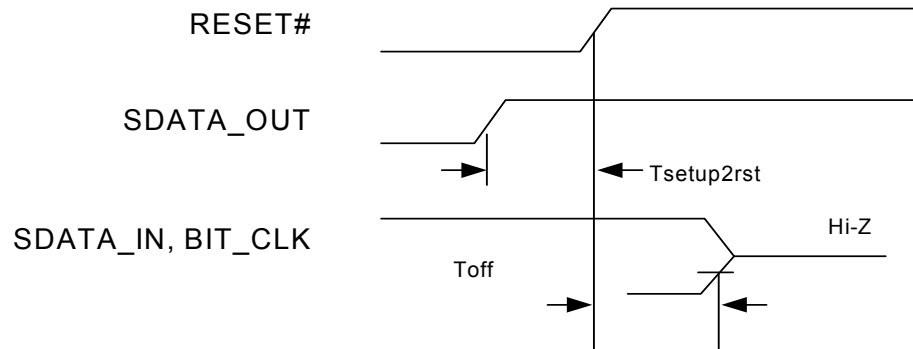 RESET#
SDATA_OUT
Tsetup2rst
SDATA_IN, BIT_CLK
Hi-Z
Toff